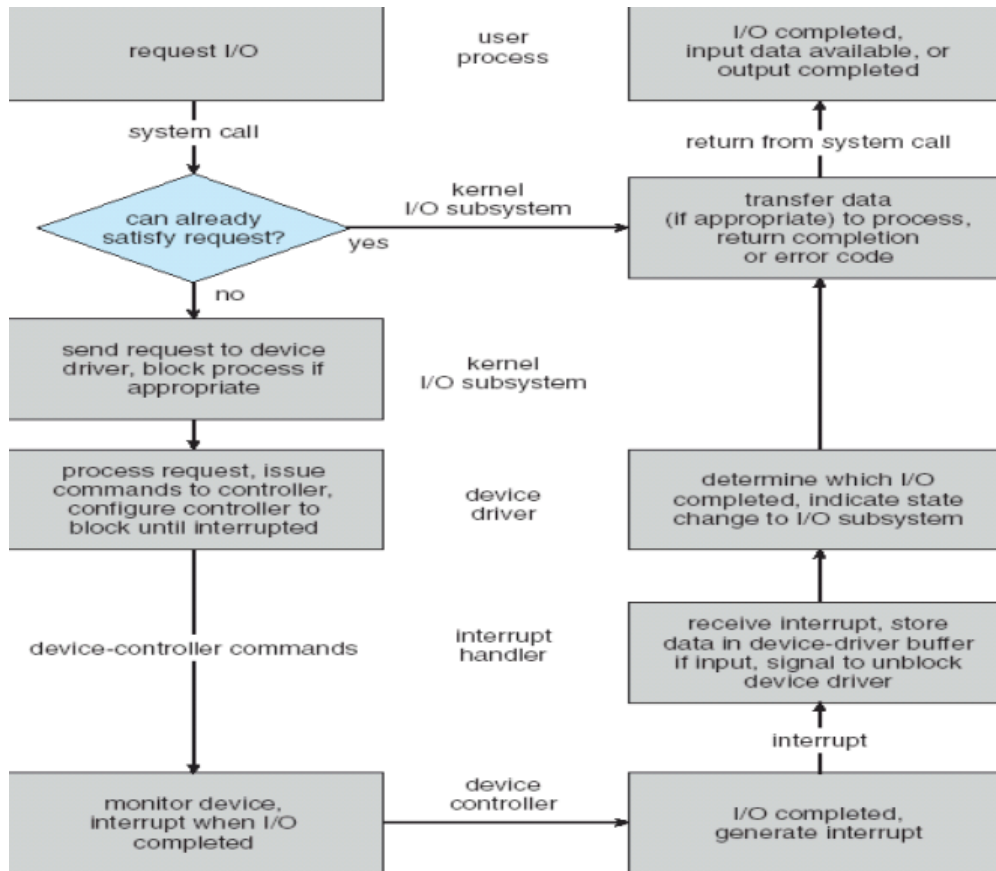 request I/O
user
process
I/O completed,
input data available, or
output completed
system call
return from system call
can already
satisfy request?
kernel
I/O subsystem
yes
transfer data
(if appropriate) to process,
return completion
or error code
no
send request to device
driver, block process if
appropriate
kernel
I/O subsystem
process request, issue
commands to controller,
configure controller to
block until interrupted
device
driver
determine which I/O
completed, indicate state
change to I/O subsystem
device-controller commands
interrupt
handler
receive interrupt, store
data in device-driver buffer
if input, signal to unblock
device driver
interrupt
monitor device,
interrupt when I/O
completed
device
controller
I/O completed,
generate interrupt